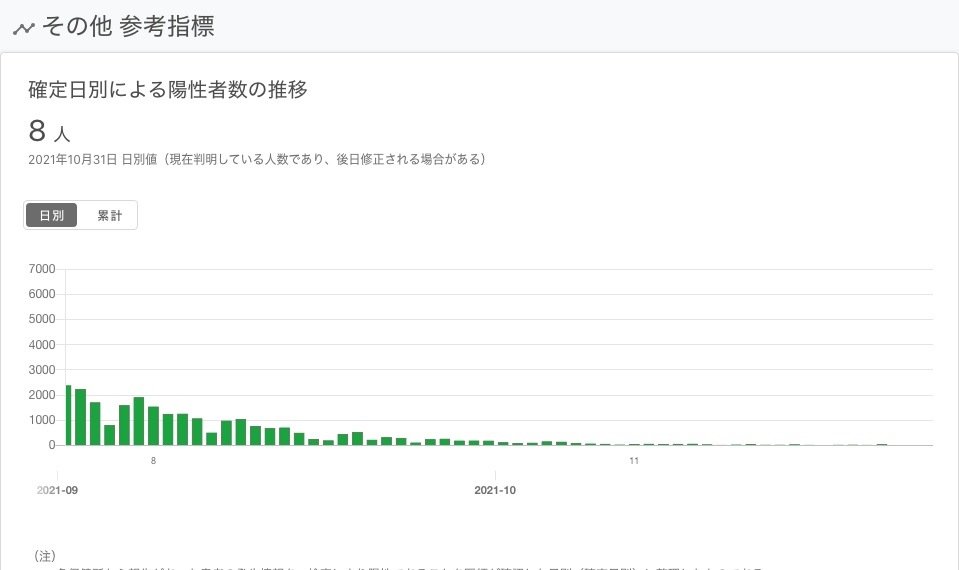 その他 参考指標
確定日別による陽性者数の推移
8 人
2021年10月31日 日別値（現在判明している人数であり、後日修正される場合がある）
日別 累計
7000
6000
5000
4000
3000
2000
1000
0
8 11
2021-09 2021-10
（注）